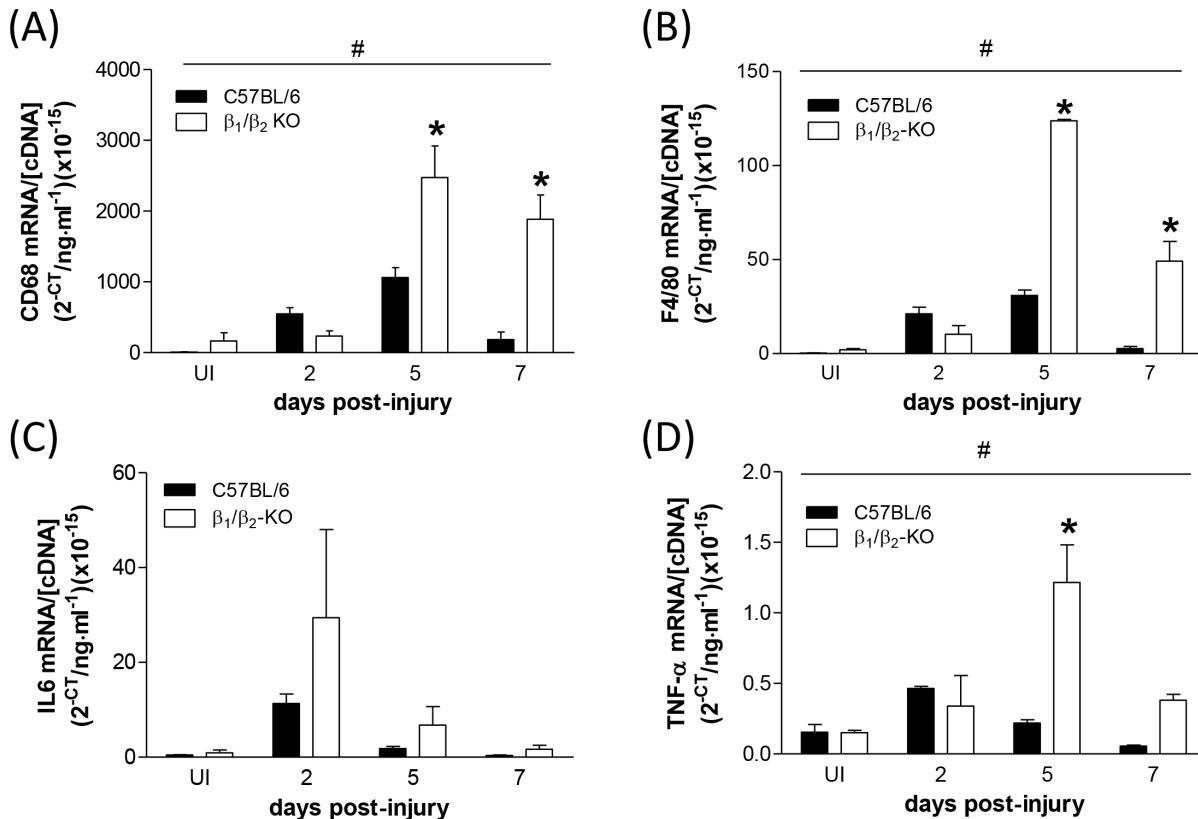 (A)
#
CD68 mRNA/[cDNA]
(2⁻ᶜᵀ/ng·ml⁻¹)(x10⁻¹⁵)
4000
3000
2000
1000
0
C57BL/6
β₁/β₂ KO
*
*
UI 2 5 7
days post-injury
(B)
#
F4/80 mRNA/[cDNA]
(2⁻ᶜᵀ/ng·ml⁻¹)(x10⁻¹⁵)
150
100
50
0
C57BL/6
β₁/β₂-KO
*
*
UI 2 5 7
days post-injury
(C)
IL6 mRNA/[cDNA]
(2⁻ᶜᵀ/ng·ml⁻¹)(x10⁻¹⁵)
60
40
20
0
C57BL/6
β₁/β₂-KO
UI 2 5 7
days post-injury
(D)
#
TNF-α mRNA/[cDNA]
(2⁻ᶜᵀ/ng·ml⁻¹)(x10⁻¹⁵)
2.0
1.5
1.0
0.5
0.0
C57BL/6
β₁/β₂-KO
*
UI 2 5 7
days post-injury